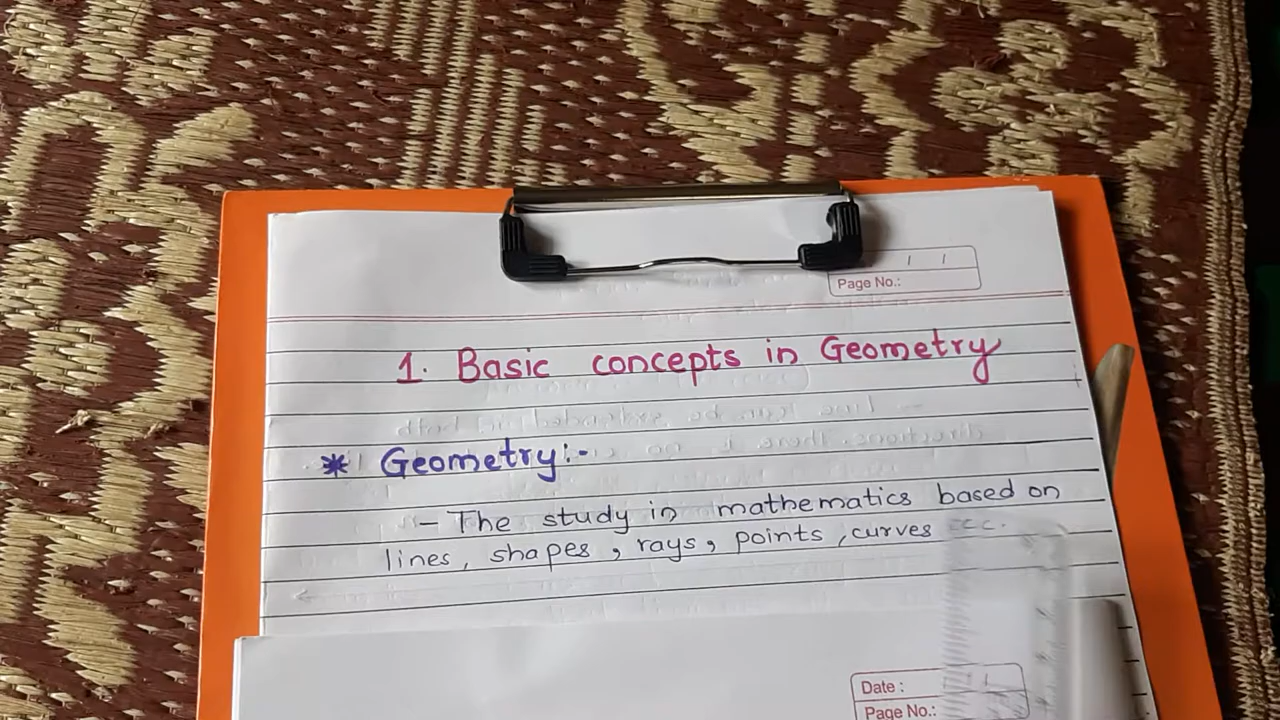 Page No.:
1. Basic concepts in Geometry
* Geometry:-
- The study in mathematics based on
lines, shapes, rays, points, curves
Date :
Page No.: